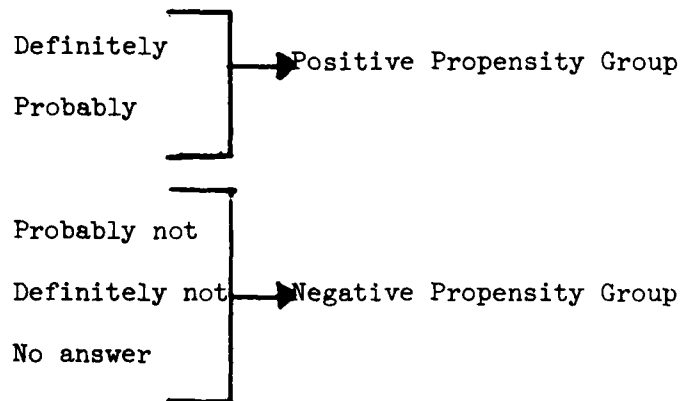 Definitely
Positive Propensity Group
Probably
Probably not
Definitely not
Negative Propensity Group
No answer